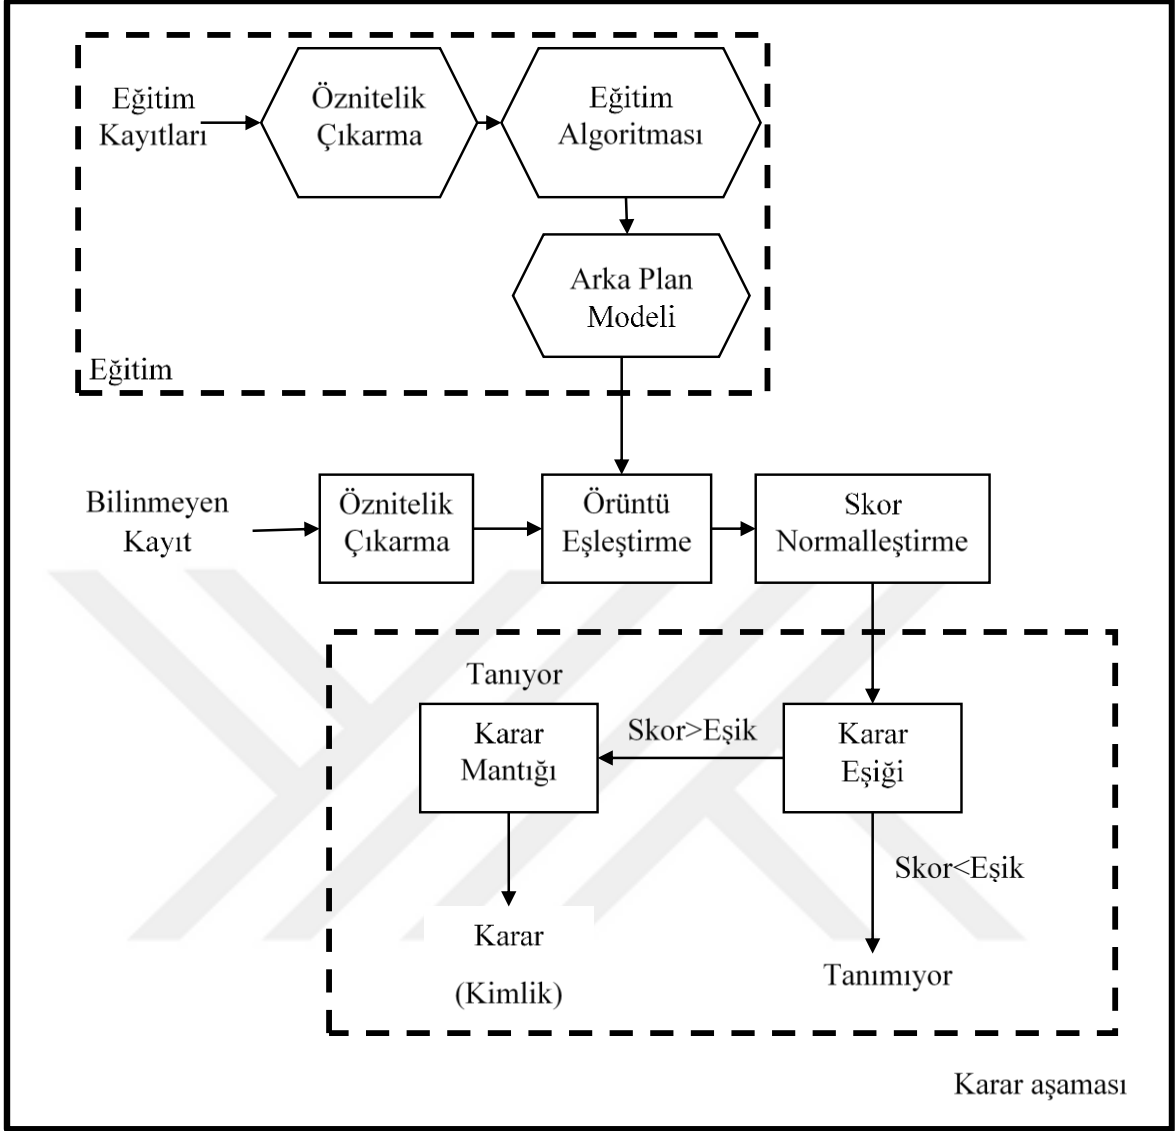 Eğitim
Kayıtları
Öznitelik
Çıkarma
Eğitim
Algoritması
Arka Plan
Modeli
Eğitim
Bilinmeyen
Kayıt
Öznitelik
Çıkarma
Örüntü
Eşleştirme
Skor
Normalleştirme
Tanıyor
Karar
Mantığı
Skor>Eşik
Karar
Eşiği
Skor<Eşik
Karar
(Kimlik)
Tanımıyor
Karar aşaması